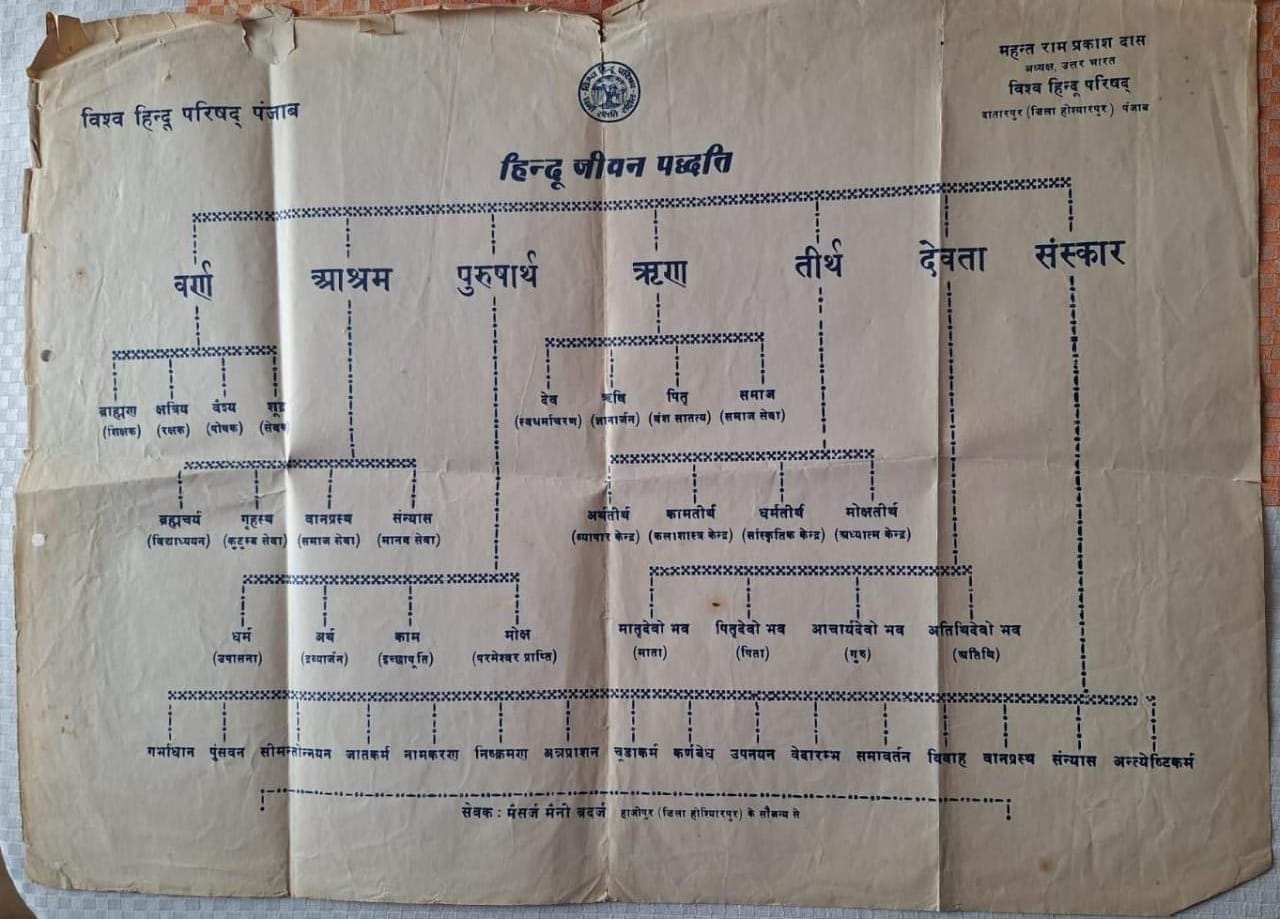 विश्व हिन्दू परिषद् पंजाब
महन्त राम प्रकाश दास
अध्यक्ष, उत्तर भारत
विश्व हिन्दू परिषद्
दातारपुर (जिला होश्यारपुर) पंजाब
हिन्दू जीवन पद्धति
वर्ण आश्रम पुरुषार्थ ऋण तीर्थ देवता संस्कार
ब्राह्मण क्षत्रिय वैश्य शूद्र
(शिक्षक) (रक्षक) (पोषक) (सेवक)
देव ऋषि पितृ समाज
(स्वधर्माचरण) (ज्ञानार्जन) (वंश सातत्य) (समाज सेवा)
ब्रह्मचर्य गृहस्थ वानप्रस्थ संन्यास
(विद्याध्ययन) (कुटुम्ब सेवा) (समाज सेवा) (मानव सेवा)
अर्थतीर्थ कामतीर्थ धर्मतीर्थ मोक्षतीर्थ
(व्यापार केन्द्र) (कलाशास्त्र केन्द्र) (सांस्कृतिक केन्द्र) (अध्यात्म केन्द्र)
धर्म अर्थ काम मोक्ष
(उपासना) (द्रव्यार्जन) (इच्छापूर्ति) (परमेश्वर प्राप्ति)
मातृदेवो भव पितृदेवो भव आचार्यदेवो भव अतिथिदेवो भव
(माता) (पिता) (गुरु) (अतिथि)
गर्भाधान पुंसवन सीमन्तोन्नयन जातकर्म नामकरण निष्क्रमण अन्नप्राशन चूडाकर्म कर्णबेध उपनयन वेदारम्भ समावर्तन विवाह वानप्रस्थ संन्यास अन्त्येष्टिकर्म
सेवक : मैसर्ज मैनी ब्रदर्ज हाजीपुर (जिला होशियारपुर) के सौजन्य से